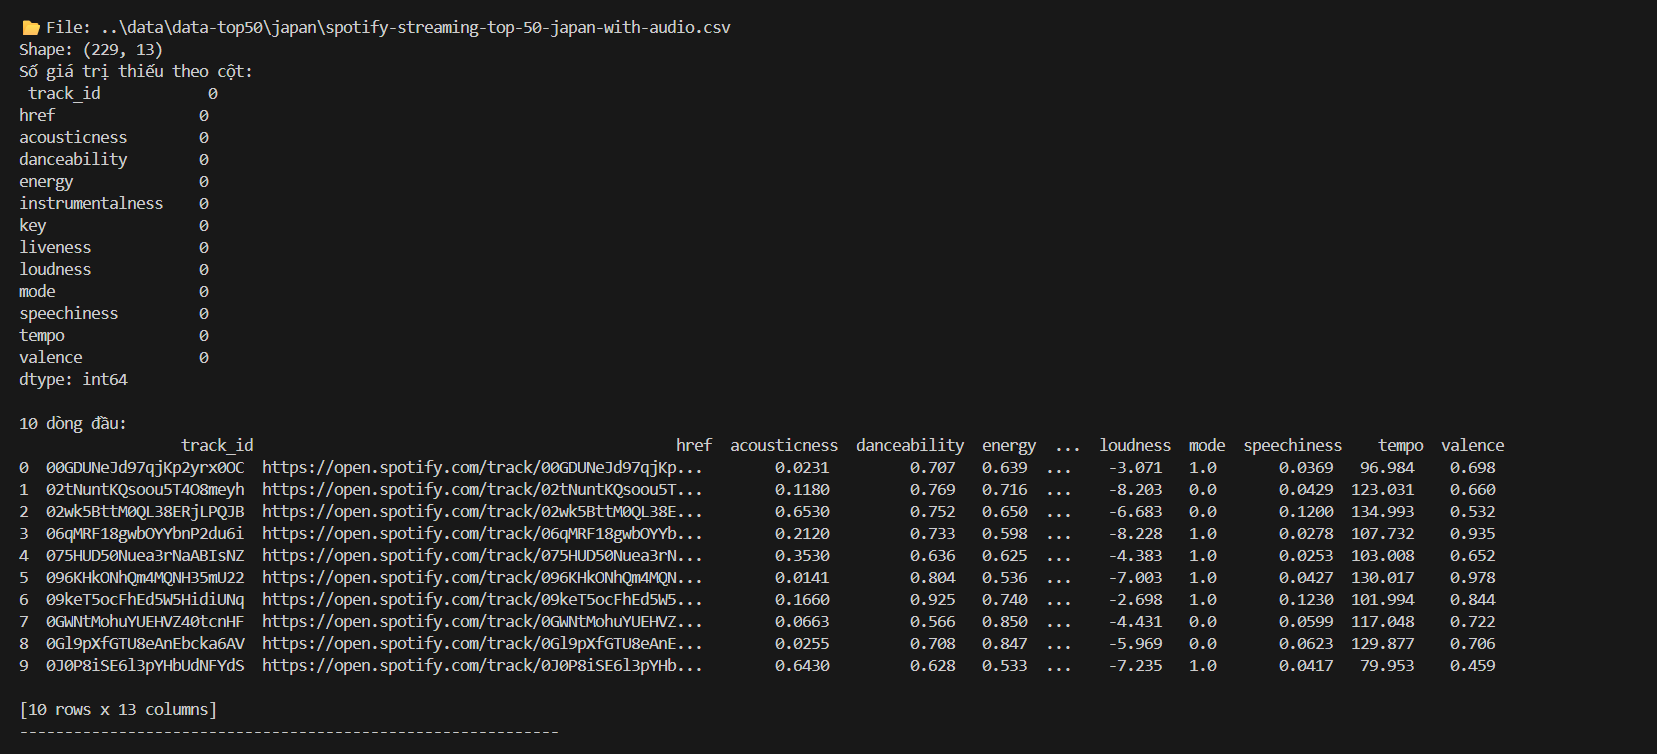 File: ..\data\data-top50\japan\spotify-streaming-top-50-japan-with-audio.csv
Shape: (229, 13)
Số giá trị thiếu theo cột:
track_id 0
href 0
acousticness 0
danceability 0
energy 0
instrumentalness 0
key 0
liveness 0
loudness 0
mode 0
speechiness 0
tempo 0
valence 0
dtype: int64
10 dòng đầu:
track_id href acousticness danceability energy ... loudness mode speechiness tempo valence
0 00GDUNeJd97qjKp2yrx0OC https://open.spotify.com/track/00GDUNeJd97qjKp... 0.0231 0.707 0.639 ... -3.071 1.0 0.0369 96.984 0.698
1 02tNuntKQsoou5T4O8meyh https://open.spotify.com/track/02tNuntKQsoou5T... 0.1180 0.769 0.716 ... -8.203 0.0 0.0429 123.031 0.660
2 02wk5BttM0QL38ERjLPQJB https://open.spotify.com/track/02wk5BttM0QL38E... 0.6530 0.752 0.650 ... -6.683 0.0 0.1200 134.993 0.532
3 06qMRF18gwbOYYbnP2du6i https://open.spotify.com/track/06qMRF18gwbOYYb... 0.2120 0.733 0.598 ... -8.228 1.0 0.0278 107.732 0.935
4 075HUD50Nuea3rNaABIsNZ https://open.spotify.com/track/075HUD50Nuea3rN... 0.3530 0.636 0.625 ... -4.383 1.0 0.0253 103.008 0.652
5 096KHkONhQm4MQNH35mU22 https://open.spotify.com/track/096KHkONhQm4MQN... 0.0141 0.804 0.536 ... -7.003 1.0 0.0427 130.017 0.978
6 09keT5ocFhEd5W5HidiUNq https://open.spotify.com/track/09keT5ocFhEd5W5... 0.1660 0.925 0.740 ... -2.698 1.0 0.1230 101.994 0.844
7 0GWNtMohuYUEHVZ40tcnHF https://open.spotify.com/track/0GWNtMohuYUEHVZ... 0.0663 0.566 0.850 ... -4.431 0.0 0.0599 117.048 0.722
8 0Gl9pXfGTU8eAnEbcka6AV https://open.spotify.com/track/0Gl9pXfGTU8eAnE... 0.0255 0.708 0.847 ... -5.969 0.0 0.0623 129.877 0.706
9 0J0P8iSE6l3pYHbUdNFYdS https://open.spotify.com/track/0J0P8iSE6l3pYHb... 0.6430 0.628 0.533 ... -7.235 1.0 0.0417 79.953 0.459
[10 rows x 13 columns]
------------------------------------------------------------